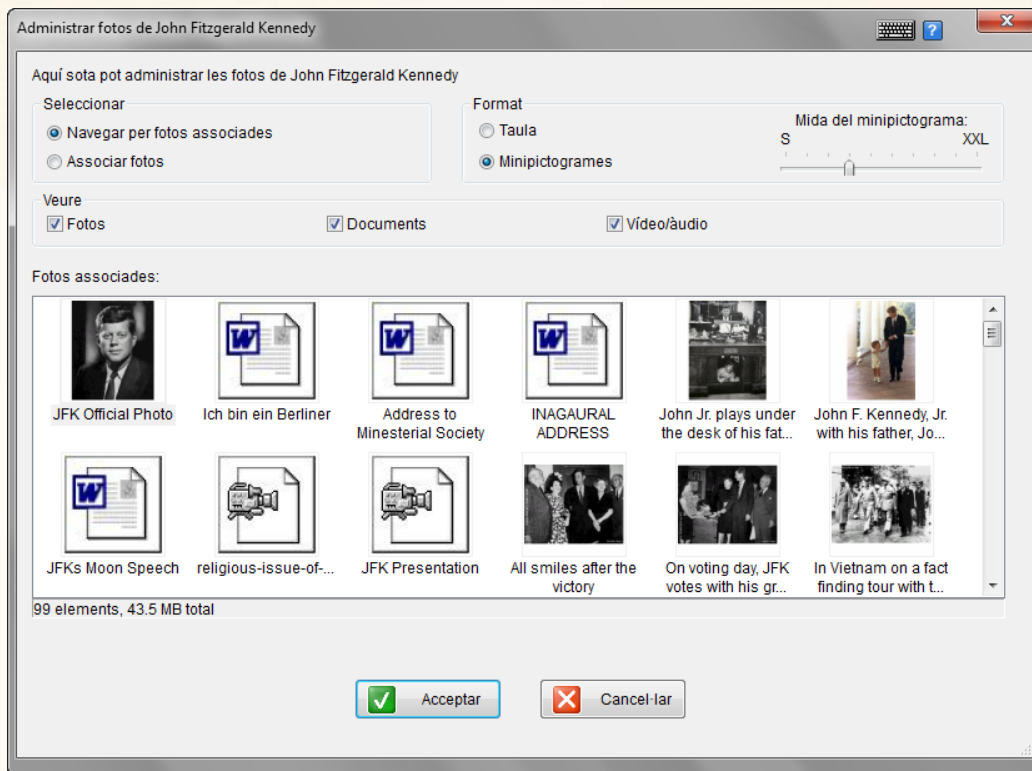 Administrar fotos de John Fitzgerald Kennedy
Aquí sota pot administrar les fotos de John Fitzgerald Kennedy
Seleccionar
Navegar per fotos associades
Associar fotos
Format
Taula
Minipictogrames
Mida del minipictograma:
S XXL
Veure
Fotos Documents Vídeo/àudio
Fotos associades:
JFK Official Photo
Ich bin ein Berliner
Address to
Minesterial Society
INAGAURAL
ADDRESS
John Jr. plays under
the desk of his fat...
John F. Kennedy, Jr.
with his father, Jo...
JFKs Moon Speech
religious-issue-of-...
JFK Presentation
All smiles after the
victory
On voting day, JFK
votes with his gr...
In Vietnam on a fact
finding tour with t...
99 elements, 43.5 MB total
Acceptar Cancel·lar